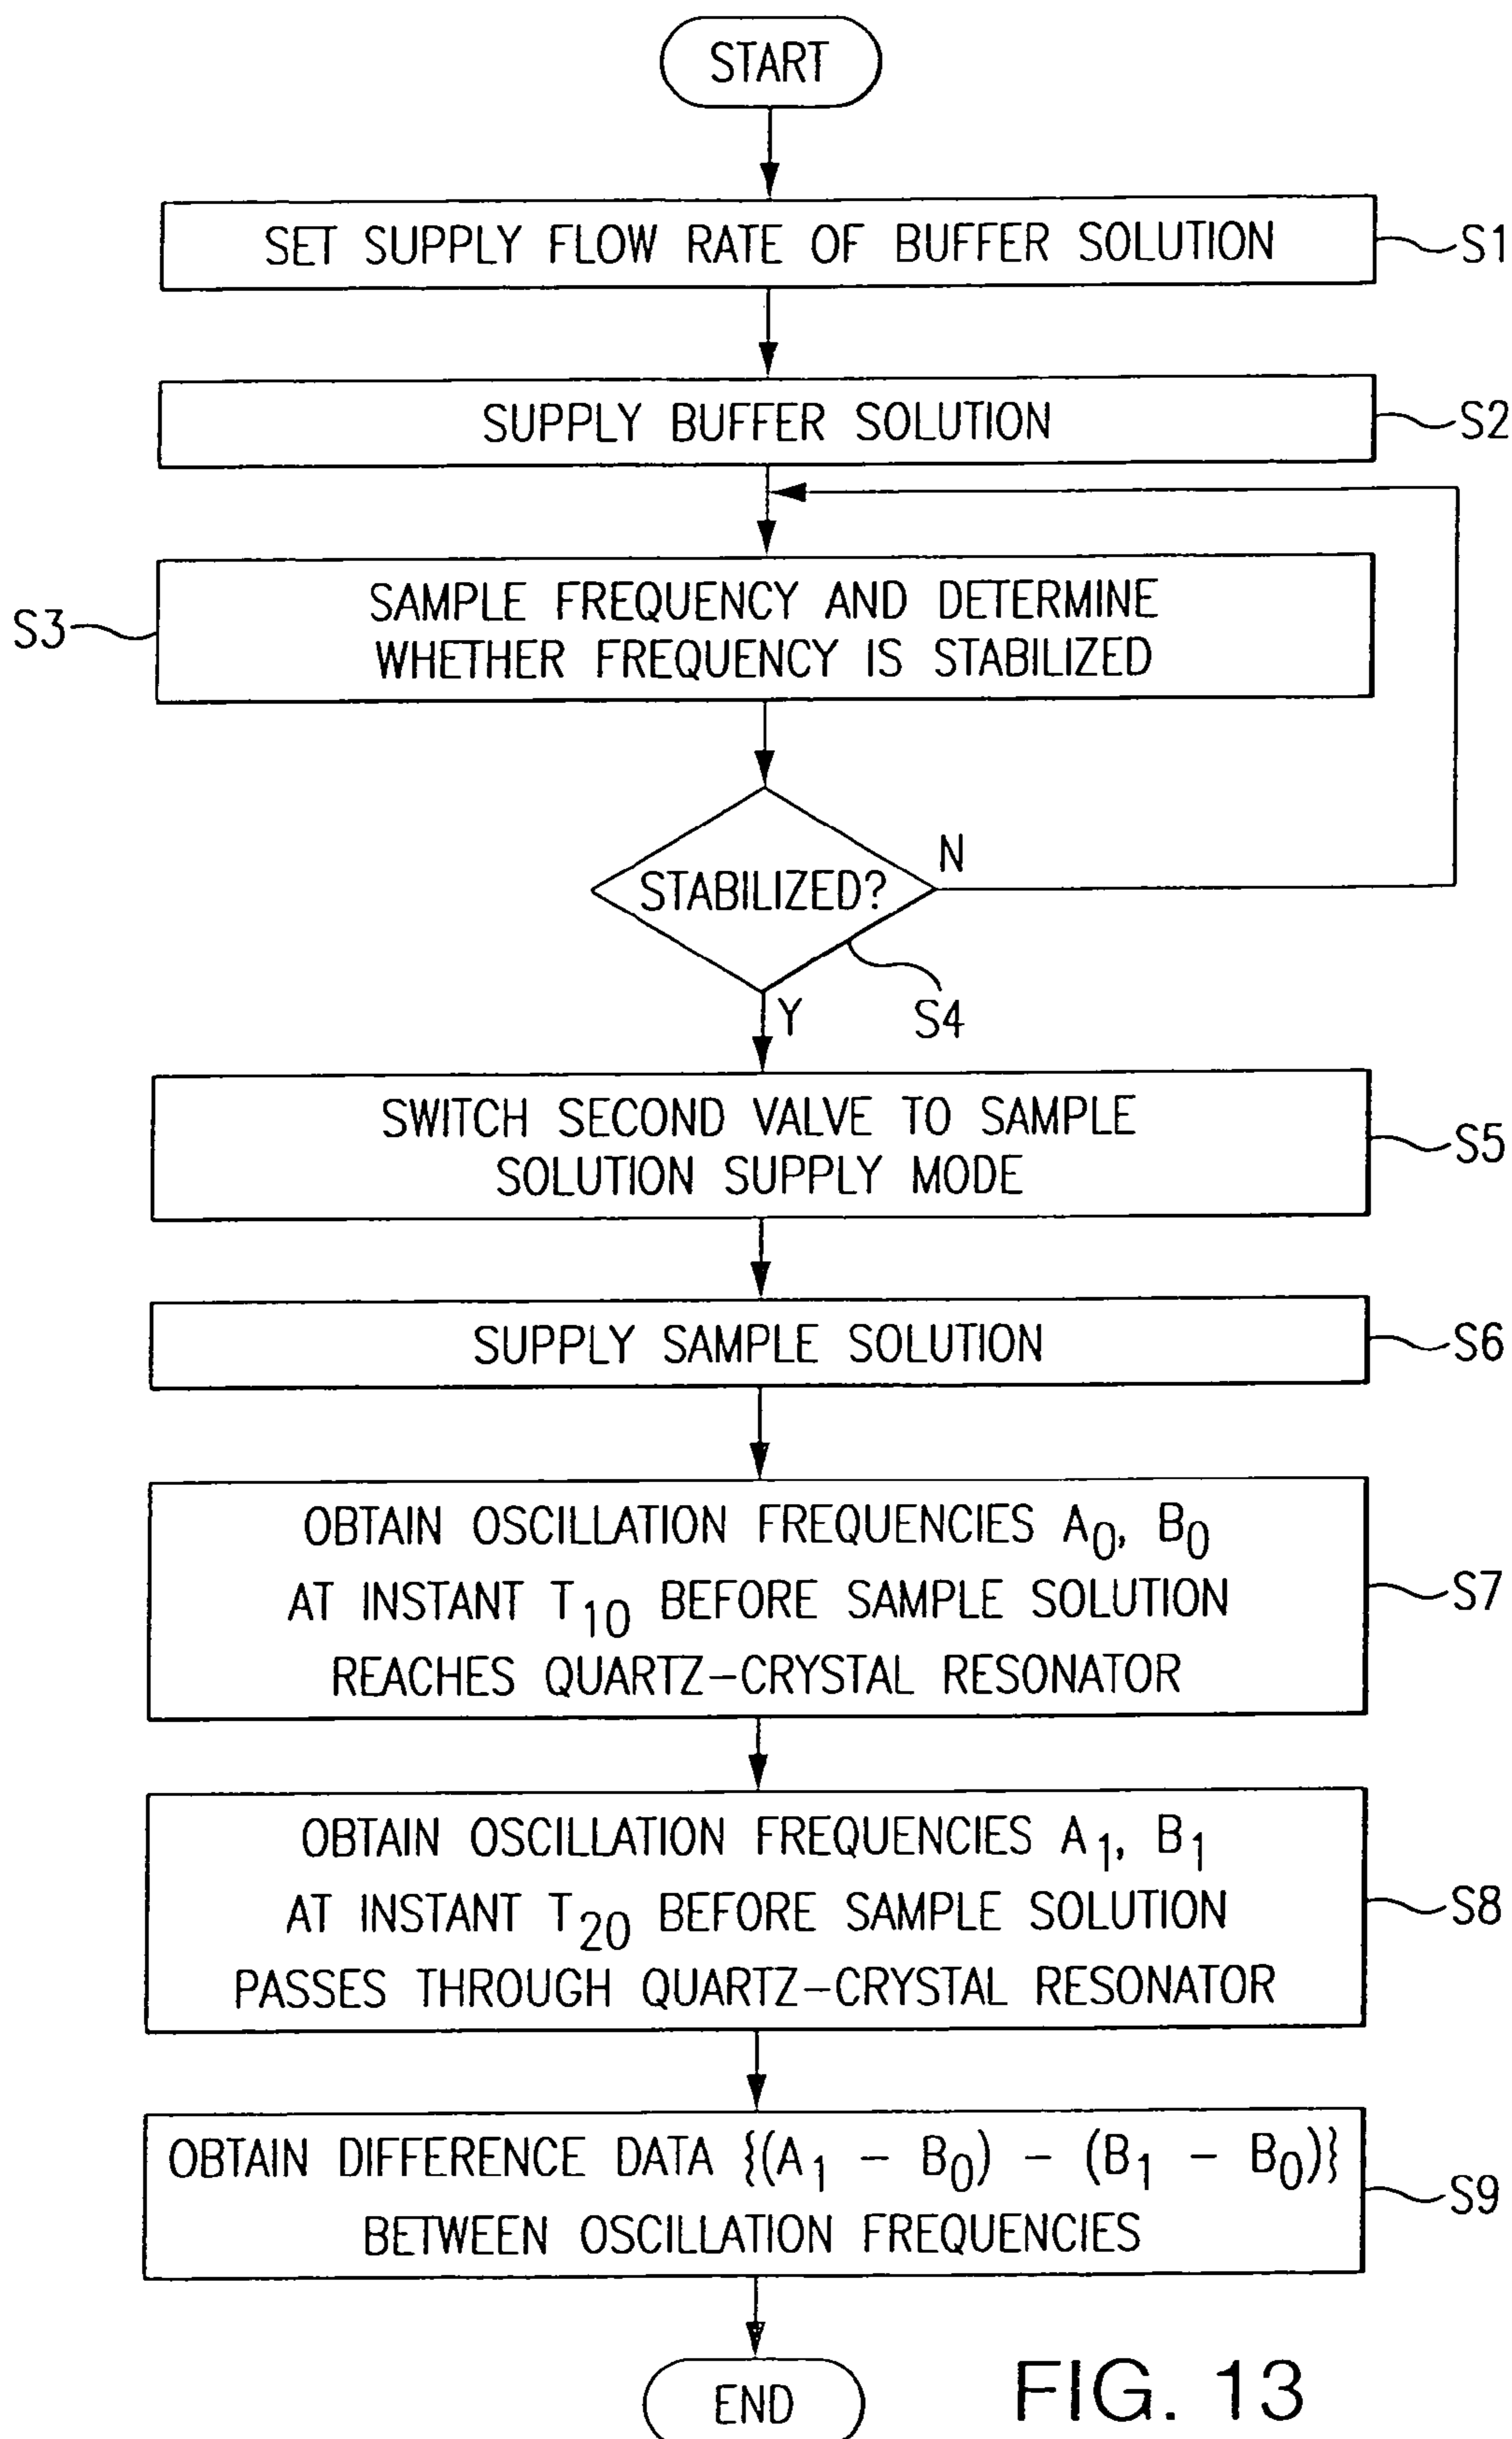 START
SET SUPPLY FLOW RATE OF BUFFER SOLUTION
S1
SUPPLY BUFFER SOLUTION
S2
S3
SAMPLE FREQUENCY AND DETERMINE
WHETHER FREQUENCY IS STABILIZED
N
STABILIZED?
Y
S4
SWITCH SECOND VALVE TO SAMPLE
SOLUTION SUPPLY MODE
S5
SUPPLY SAMPLE SOLUTION
S6
OBTAIN OSCILLATION FREQUENCIES A₀, B₀
AT INSTANT T₁₀ BEFORE SAMPLE SOLUTION
REACHES QUARTZ-CRYSTAL RESONATOR
S7
OBTAIN OSCILLATION FREQUENCIES A₁, B₁
AT INSTANT T₂₀ BEFORE SAMPLE SOLUTION
PASSES THROUGH QUARTZ-CRYSTAL RESONATOR
S8
OBTAIN DIFFERENCE DATA {(A₁ - B₀) - (B₁ - B₀)}
BETWEEN OSCILLATION FREQUENCIES
S9
END
FIG. 13